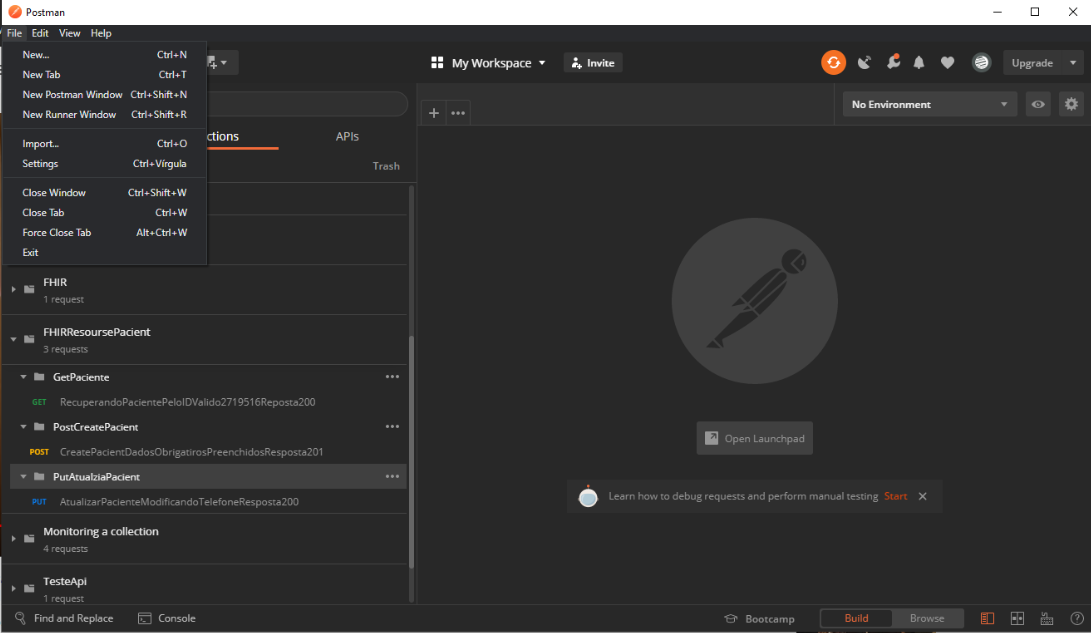 Postman
File Edit View Help
New... Ctrl+N
New Tab Ctrl+T
New Postman Window Ctrl+Shift+N
New Runner Window Ctrl+Shift+R
Import... Ctrl+O
Settings Ctrl+Vírgula
Close Window Ctrl+Shift+W
Close Tab Ctrl+W
Force Close Tab Alt+Ctrl+W
Exit
My Workspace
Invite
Upgrade
No Environment
ctions
APIs
Trash
FHIR
1 request
FHIRResoursePacient
3 requests
GetPaciente
GET RecuperandoPacientePeloIDValido2719516Reposta200
PostCreatePacient
POST CreatePacientDadosObrigatirosPreenchidosResposta201
PutAtualziaPacient
PUT AtualizarPacienteModificandoTelefoneResposta200
Monitoring a collection
4 requests
TesteApi
1 request
Open Launchpad
Learn how to debug requests and perform manual testing Start
Find and Replace
Console
Bootcamp
Build
Browse